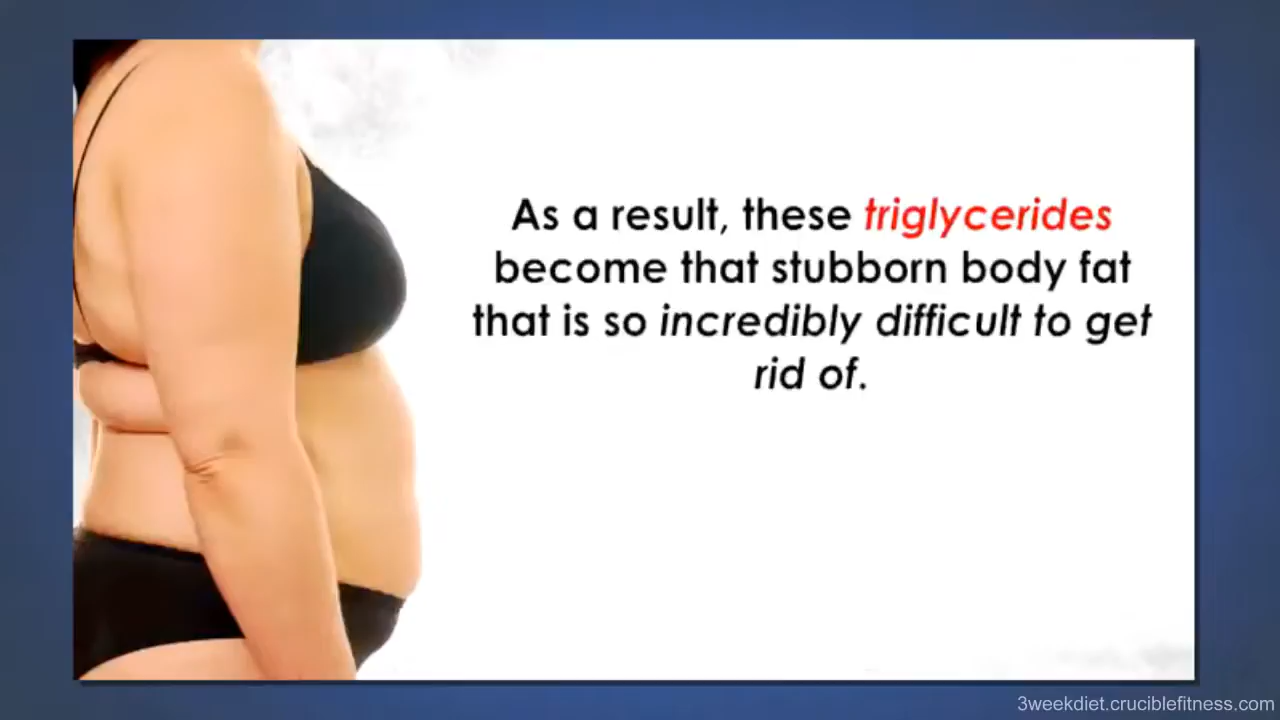 As a result, these triglycerides
become that stubborn body fat
that is so incredibly difficult to get
rid of.
3weekdiet.cruciblefitness.com